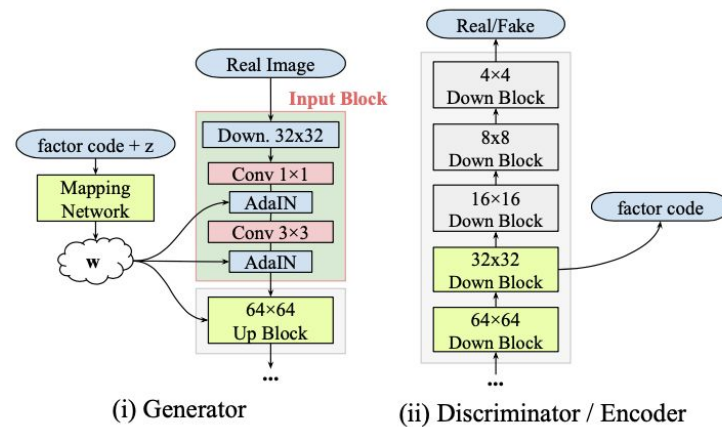 Real Image
Input Block
Down. 32x32
factor code + z
Conv 1×1
Mapping
Network
AdaIN
Conv 3×3
w
AdaIN
64×64
Up Block
...
(i) Generator
Real/Fake
4×4
Down Block
8x8
Down Block
16×16
Down Block
factor code
32x32
Down Block
64×64
Down Block
...
(ii) Discriminator / Encoder